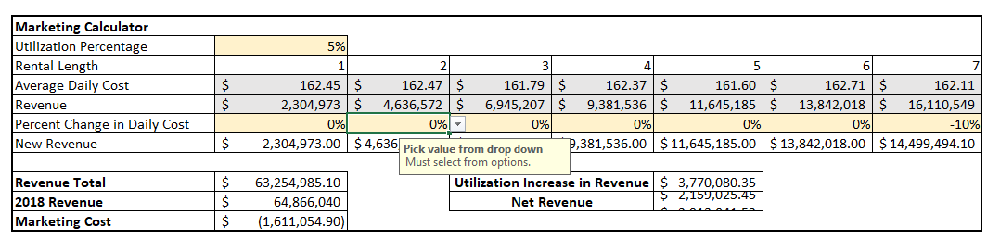 Marketing Calculator
Utilization Percentage 5%
Rental Length 1 2 3 4 5 6 7
Average Daily Cost $ 162.45 $ 162.47 $ 161.79 $ 162.37 $ 161.60 $ 162.71 $ 162.11
Revenue $ 2,304,973 $ 4,636,572 $ 6,945,207 $ 9,381,536 $ 11,645,185 $ 13,842,018 $ 16,110,549
Percent Change in Daily Cost 0% 0% 0% 0% 0% 0% -10%
New Revenue $ 2,304,973.00 $ 4,636 9,381,536.00 $ 11,645,185.00 $ 13,842,018.00 $ 14,499,494.10
Pick value from drop down
Must select from options.
Revenue Total $ 63,254,985.10 Utilization Increase in Revenue $ 3,770,080.35
2018 Revenue $ 64,866,040 Net Revenue $ 2,159,025.45
Marketing Cost $ (1,611,054.90)